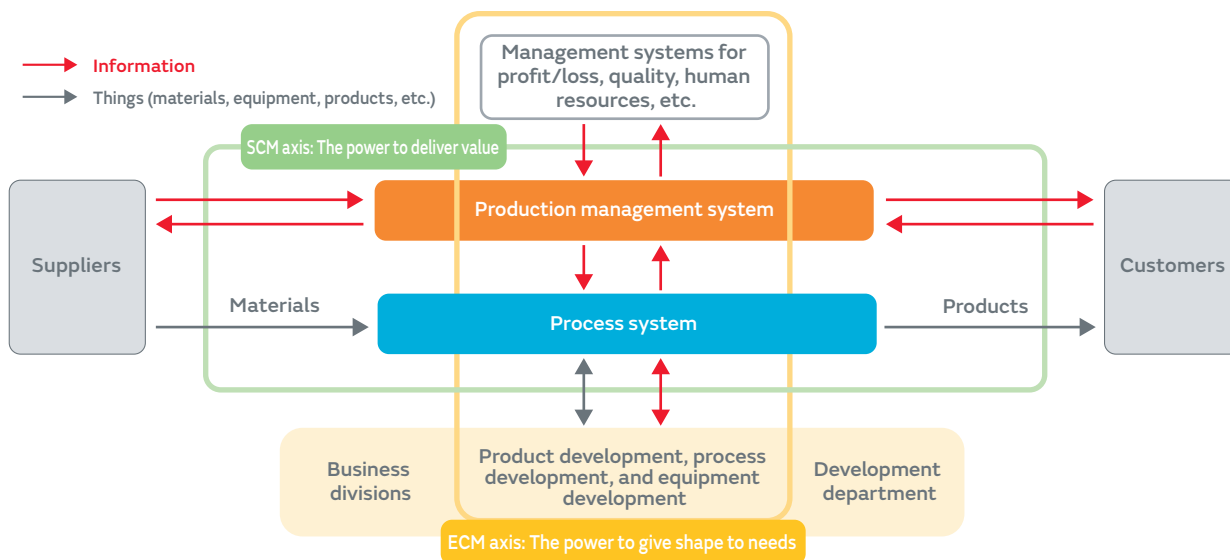 Management systems for
profit/loss, quality, human
resources, etc.
Information
Things (materials, equipment, products, etc.)
SCM axis: The power to deliver value
Production management system
Suppliers
Customers
Materials
Process system
Products
Business
divisions
Product development, process
development, and equipment
development
Development
department
ECM axis: The power to give shape to needs